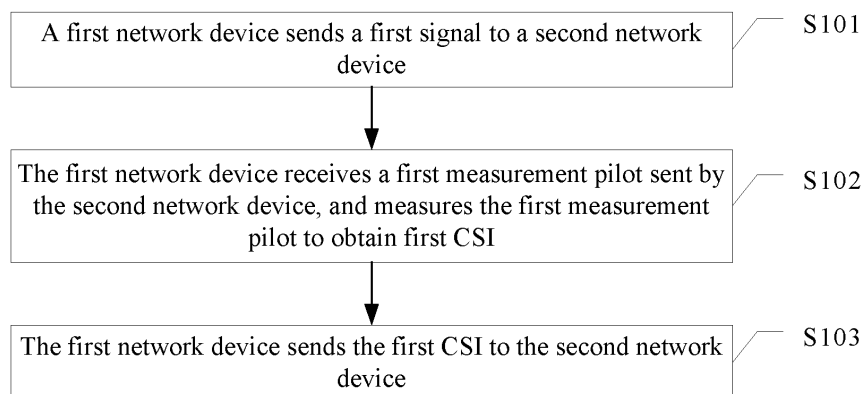 A first network device sends a first signal to a second network
device
S101
The first network device receives a first measurement pilot sent by
the second network device, and measures the first measurement
pilot to obtain first CSI
S102
The first network device sends the first CSI to the second network
device
S103